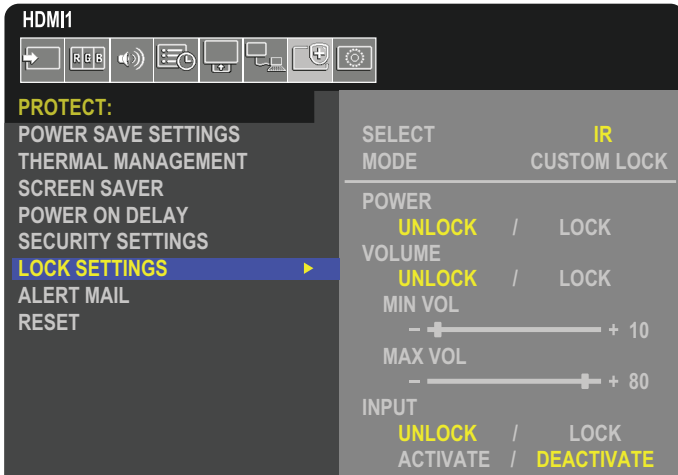 HDMI1
RGB
PROTECT:
POWER SAVE SETTINGS
THERMAL MANAGEMENT
SCREEN SAVER
POWER ON DELAY
SECURITY SETTINGS
LOCK SETTINGS
ALERT MAIL
RESET
SELECT IR
MODE CUSTOM LOCK
POWER
UNLOCK / LOCK
VOLUME
UNLOCK / LOCK
MIN VOL
– + 10
MAX VOL
– + 80
INPUT
UNLOCK / LOCK
ACTIVATE / DEACTIVATE